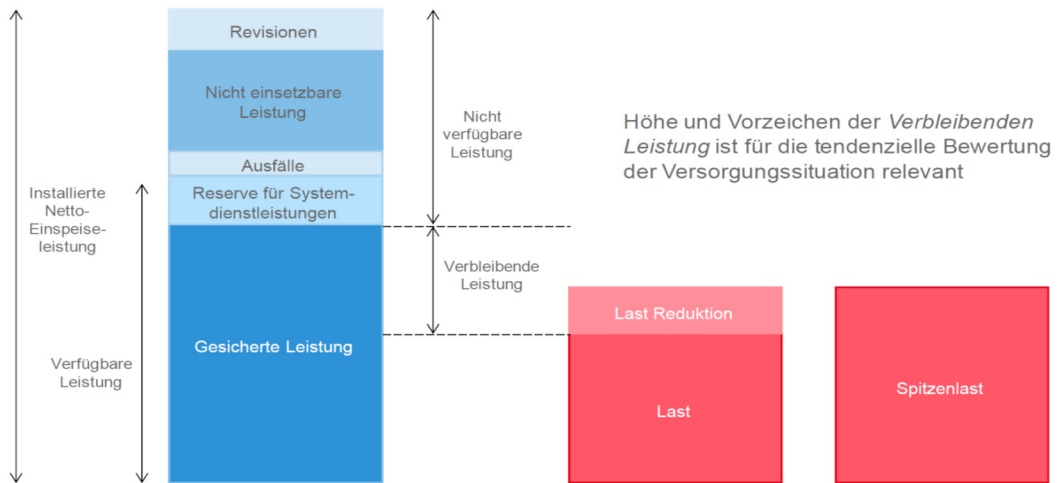 Revisionen
Nicht einsetzbare
Leistung
Ausfälle
Reserve für System-
dienstleistungen
Gesicherte Leistung
Installierte
Netto-
Einspeise-
leistung
Verfügbare
Leistung
Nicht
verfügbare
Leistung
Verbleibende
Leistung
Höhe und Vorzeichen der Verbleibenden
Leistung ist für die tendenzielle Bewertung
der Versorgungssituation relevant
Last Reduktion
Last
Spitzenlast